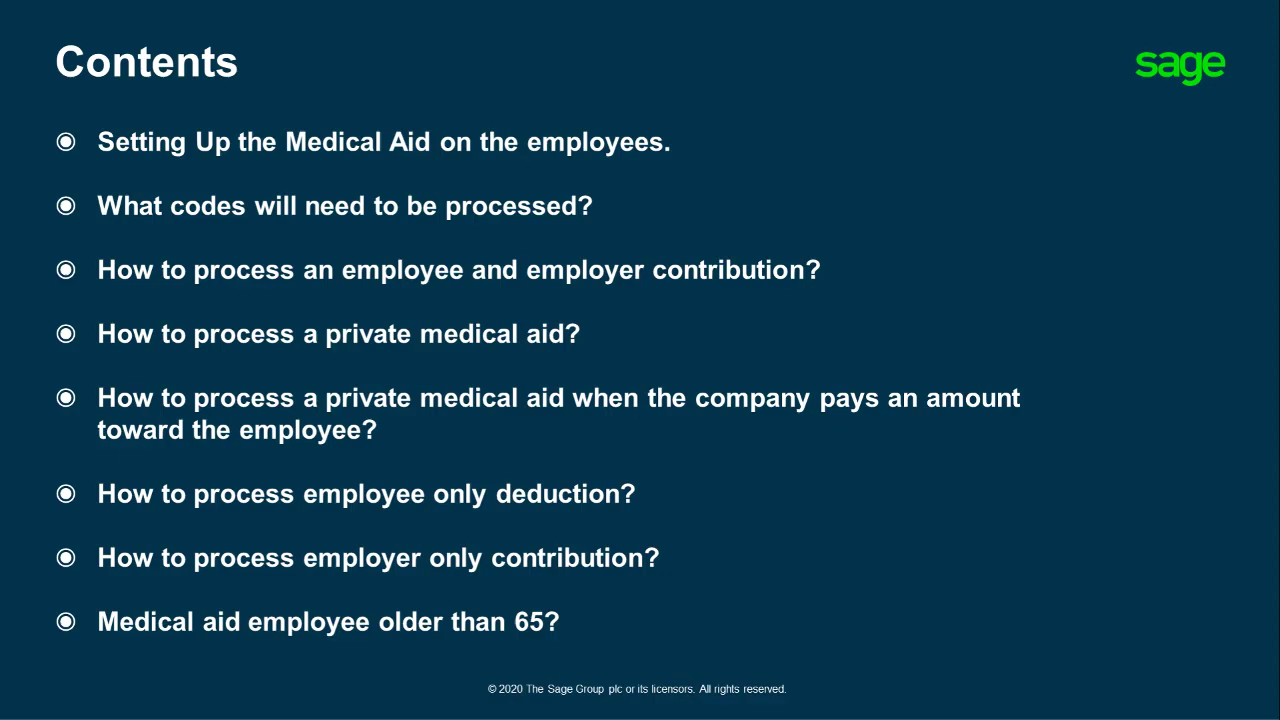 Contents
sage
◉ Setting Up the Medical Aid on the employees.
◉ What codes will need to be processed?
◉ How to process an employee and employer contribution?
◉ How to process a private medical aid?
◉ How to process a private medical aid when the company pays an amount
toward the employee?
◉ How to process employee only deduction?
◉ How to process employer only contribution?
◉ Medical aid employee older than 65?
© 2020 The Sage Group plc or its licensors. All rights reserved.